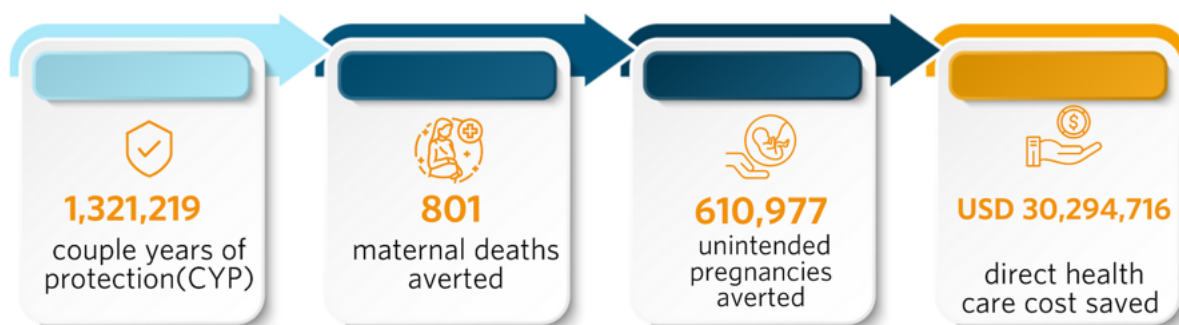 1,321,219
couple years of
protection(CYP)
801
maternal deaths
averted
610,977
unintended
pregnancies
averted
USD 30,294,716
direct health
care cost saved